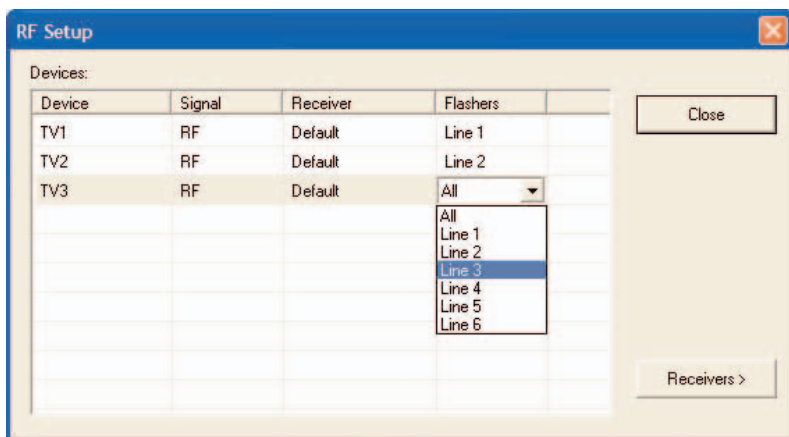 RF Setup
Devices:
Device Signal Receiver Flashers
TV1 RF Default Line 1
TV2 RF Default Line 2
TV3 RF Default All
All
Line 1
Line 2
Line 3
Line 4
Line 5
Line 6
Close
Receivers >